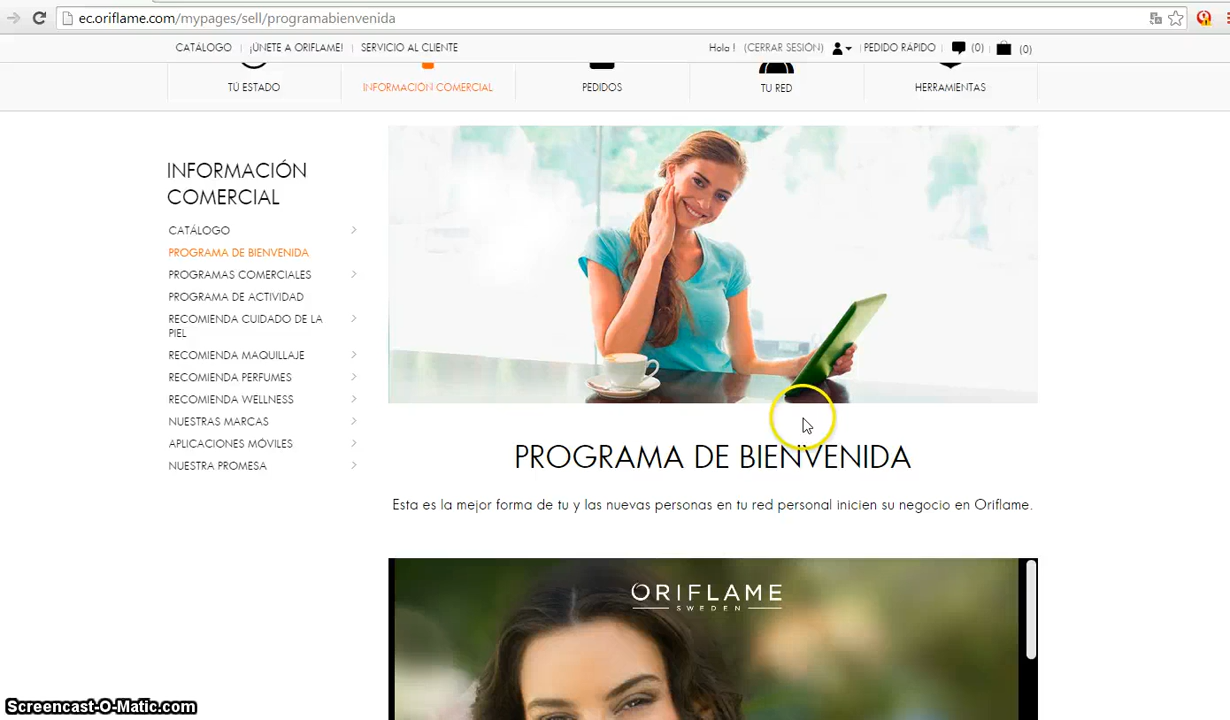 ec.oriflame.com/mypages/sell/programabienvenida
CATÁLOGO | ¡ÚNETE A ORIFLAME! | SERVICIO AL CLIENTE
Hola ! (CERRAR SESIÓN) PEDIDO RÁPIDO (0) (0)
TÚ ESTADO
INFORMACIÓN COMERCIAL
PEDIDOS
TU RED
HERRAMIENTAS
INFORMACIÓN
COMERCIAL
CATÁLOGO
PROGRAMA DE BIENVENIDA
PROGRAMAS COMERCIALES
PROGRAMA DE ACTIVIDAD
RECOMIENDA CUIDADO DE LA
PIEL
RECOMIENDA MAQUILLAJE
RECOMIENDA PERFUMES
RECOMIENDA WELLNESS
NUESTRAS MARCAS
APLICACIONES MÓVILES
NUESTRA PROMESA
PROGRAMA DE BIENVENIDA
Esta es la mejor forma de tu y las nuevas personas en tu red personal inicien su negocio en Oriflame.
ORIFLAME
SWEDEN
Screencast-O-Matic.com